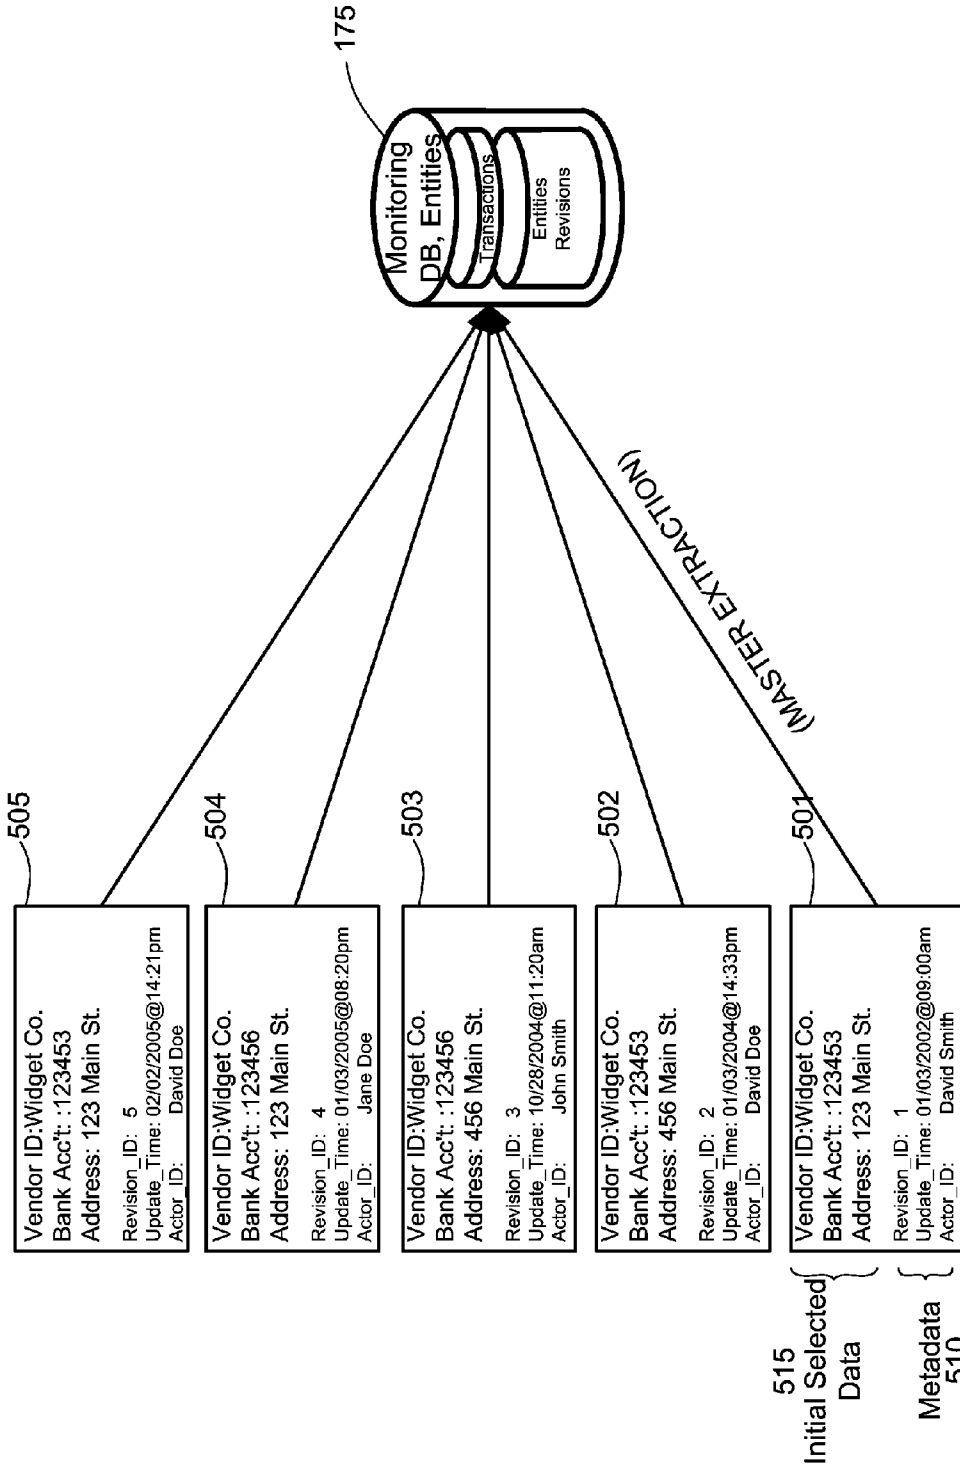 505
Vendor ID:Widget Co.
Bank Acc't: :123453
Address: 123 Main St.
Revision_ID: 5
Update_Time: 02/02/2005@14:21pm
Actor_ID: David Doe
504
Vendor ID:Widget Co.
Bank Acc't: :123456
Address: 123 Main St.
Revision_ID: 4
Update_Time: 01/03/2005@08:20pm
Actor_ID: Jane Doe
503
Vendor ID:Widget Co.
Bank Acc't: :123456
Address: 456 Main St.
Revision_ID: 3
Update_Time: 10/28/2004@11:20am
Actor_ID: John Smith
502
Vendor ID:Widget Co.
Bank Acc't: :123453
Address: 456 Main St.
Revision_ID: 2
Update_Time: 01/03/2004@14:33pm
Actor_ID: David Doe
501
Vendor ID:Widget Co.
Bank Acc't: :123453
Address: 123 Main St.
Revision_ID: 1
Update_Time: 01/03/2002@09:00am
Actor_ID: David Smith
515
Initial Selected
Data
Metadata
510
(MASTER EXTRACTION)
175
Monitoring
DB, Entities
Transactions
Entities
Revisions